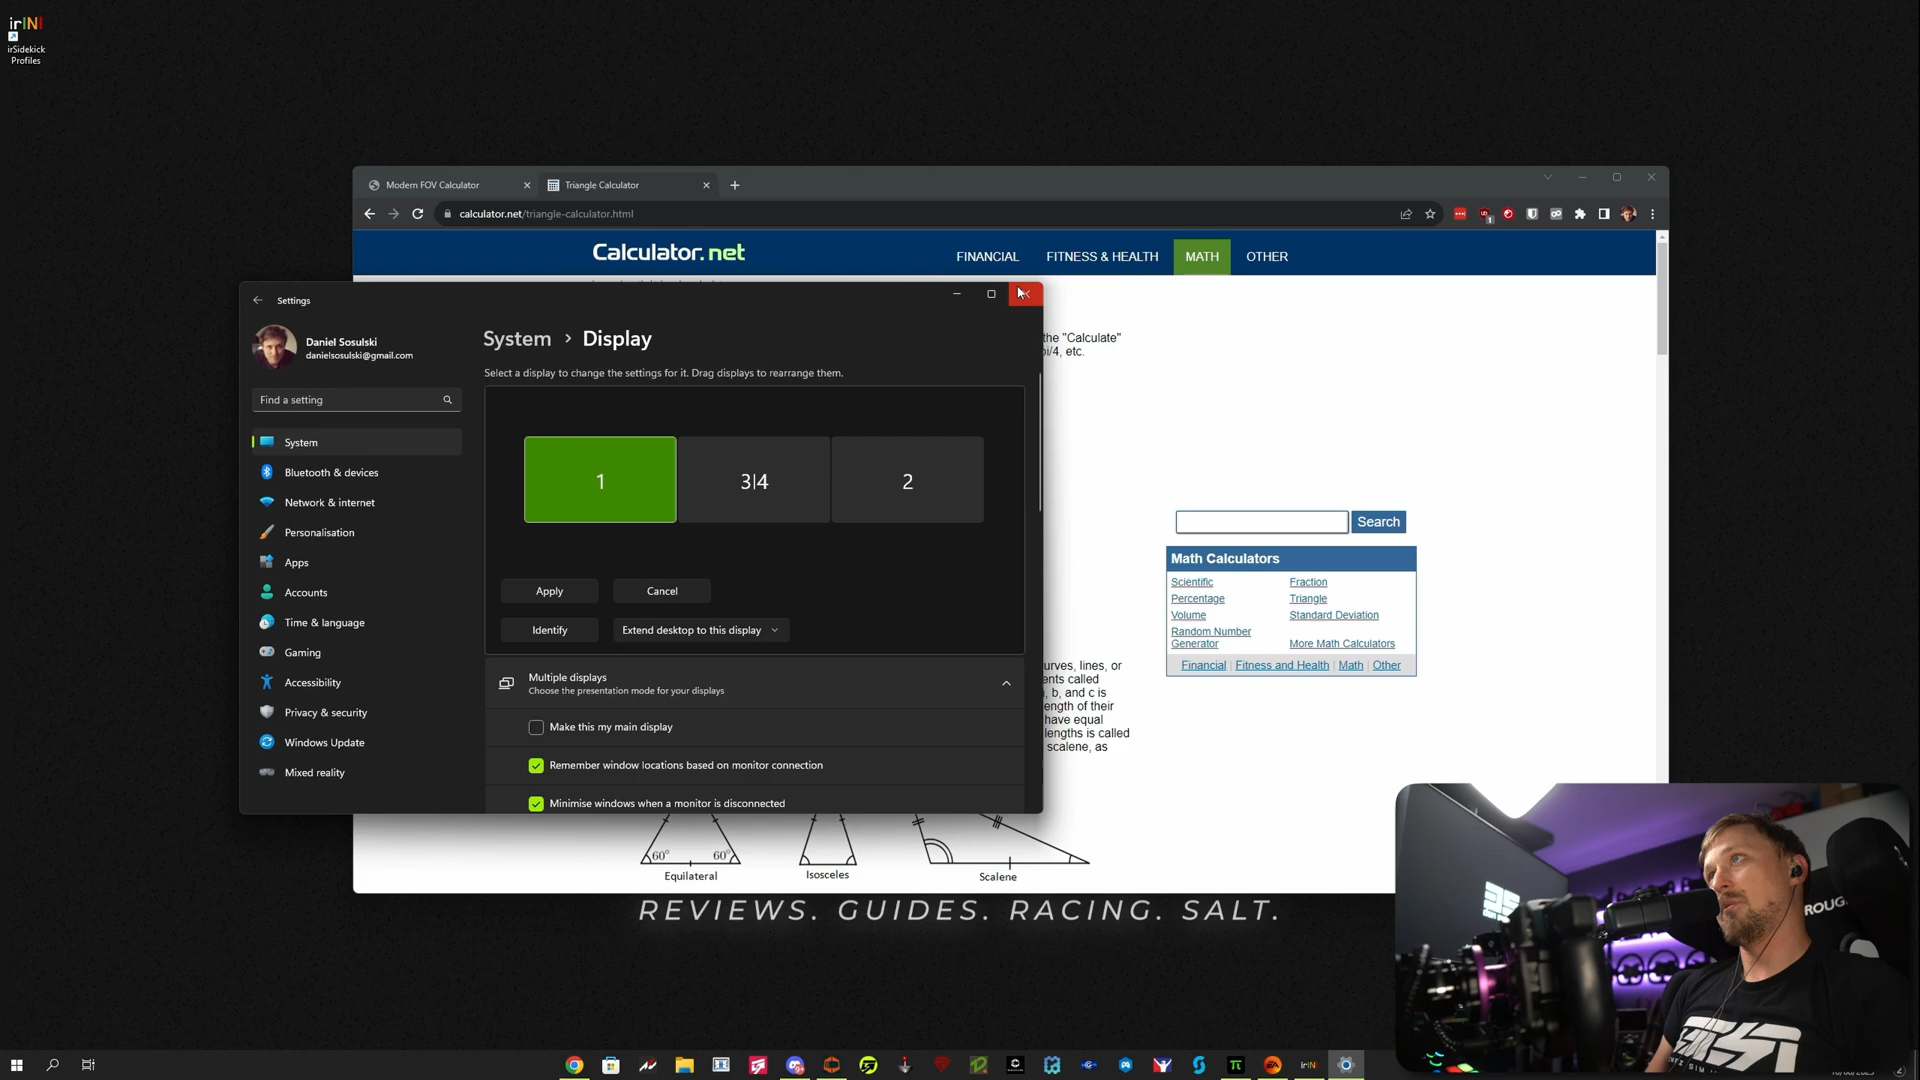 irINI
irSidekick
Profiles
Modern FOV Calculator
Triangle Calculator
calculator.net/triangle-calculator.html
Calculator.net
FINANCIAL
FITNESS & HEALTH
MATH
OTHER
Settings
Daniel Sosulski
danielsosulski@gmail.com
Find a setting
System
Bluetooth & devices
Network & internet
Personalisation
Apps
Accounts
Time & language
Gaming
Accessibility
Privacy & security
Windows Update
Mixed reality
System > Display
Select a display to change the settings for it. Drag displays to rearrange them.
1
3|4
2
Apply
Cancel
Identify
Extend desktop to this display
Multiple displays
Choose the presentation mode for your displays
Make this my main display
Remember window locations based on monitor connection
Minimise windows when a monitor is disconnected
the "Calculate"
pi/4, etc.
Search
Math Calculators
Scientific
Fraction
Percentage
Triangle
Volume
Standard Deviation
Random Number
Generator
More Math Calculators
Financial | Fitness and Health | Math | Other
urves, lines, or
ents called
, b, and c is
ength of their
have equal
lengths is called
scalene, as
60°
60°
Equilateral
Isosceles
Scalene
REVIEWS. GUIDES. RACING. SALT.